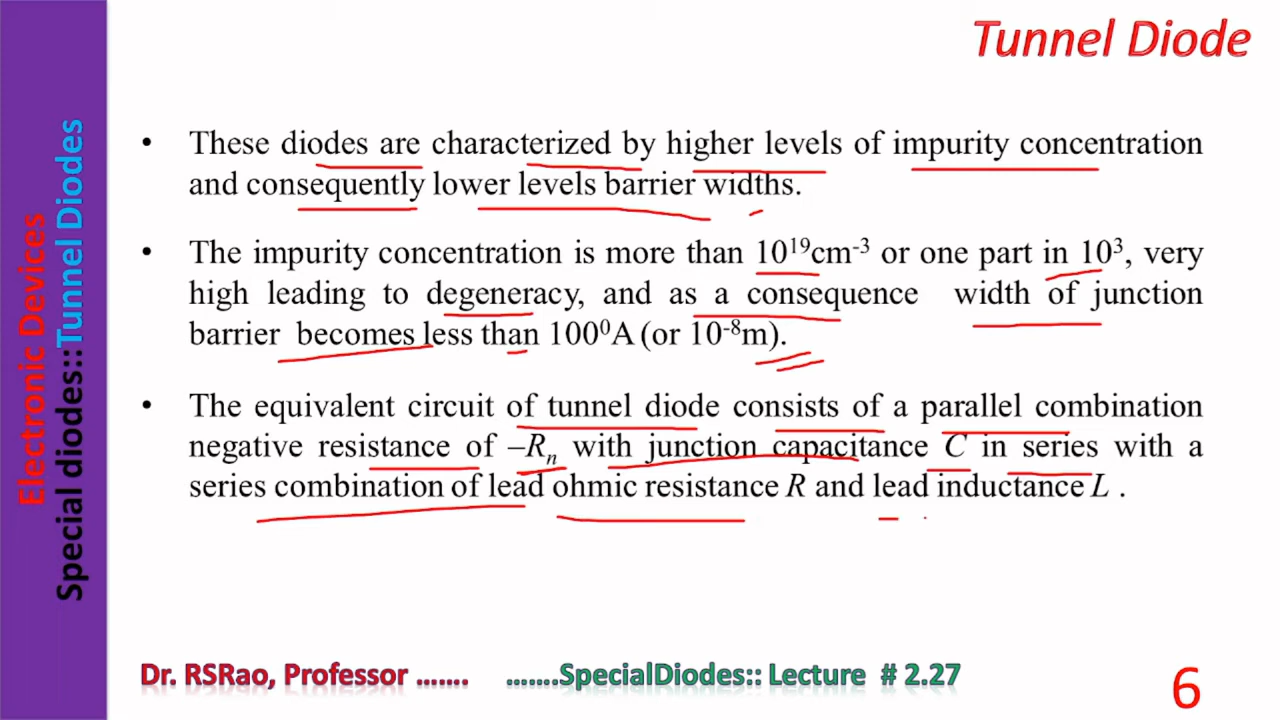 Tunnel Diode
• These diodes are characterized by higher levels of impurity concentration
and consequently lower levels barrier widths.
• The impurity concentration is more than 10¹⁹cm⁻³ or one part in 10³, very
high leading to degeneracy, and as a consequence width of junction
barrier becomes less than 100⁰A (or 10⁻⁸m).
• The equivalent circuit of tunnel diode consists of a parallel combination
negative resistance of –Rₙ with junction capacitance C in series with a
series combination of lead ohmic resistance R and lead inductance L .
Electronic Devices
Special diodes::Tunnel Diodes
Dr. RSRao, Professor ……. …….SpecialDiodes:: Lecture # 2.27
6